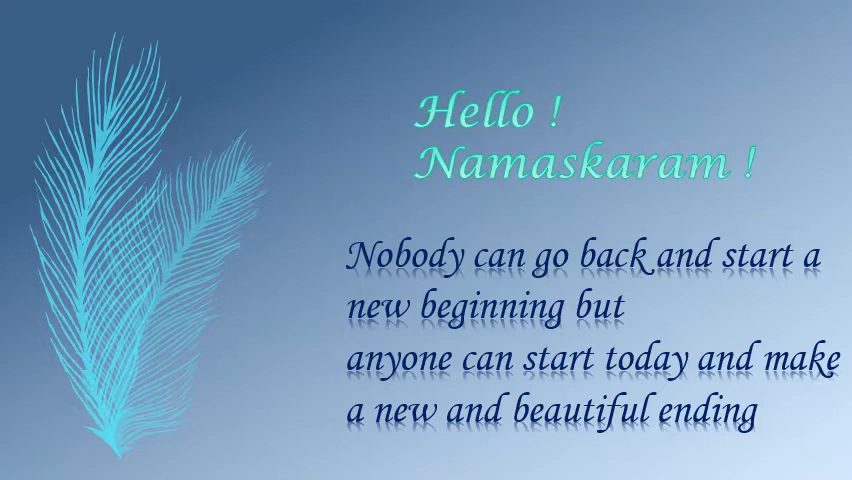 Hello !
Namaskaram !
Nobody can go back and start a
new beginning but
anyone can start today and make
a new and beautiful ending